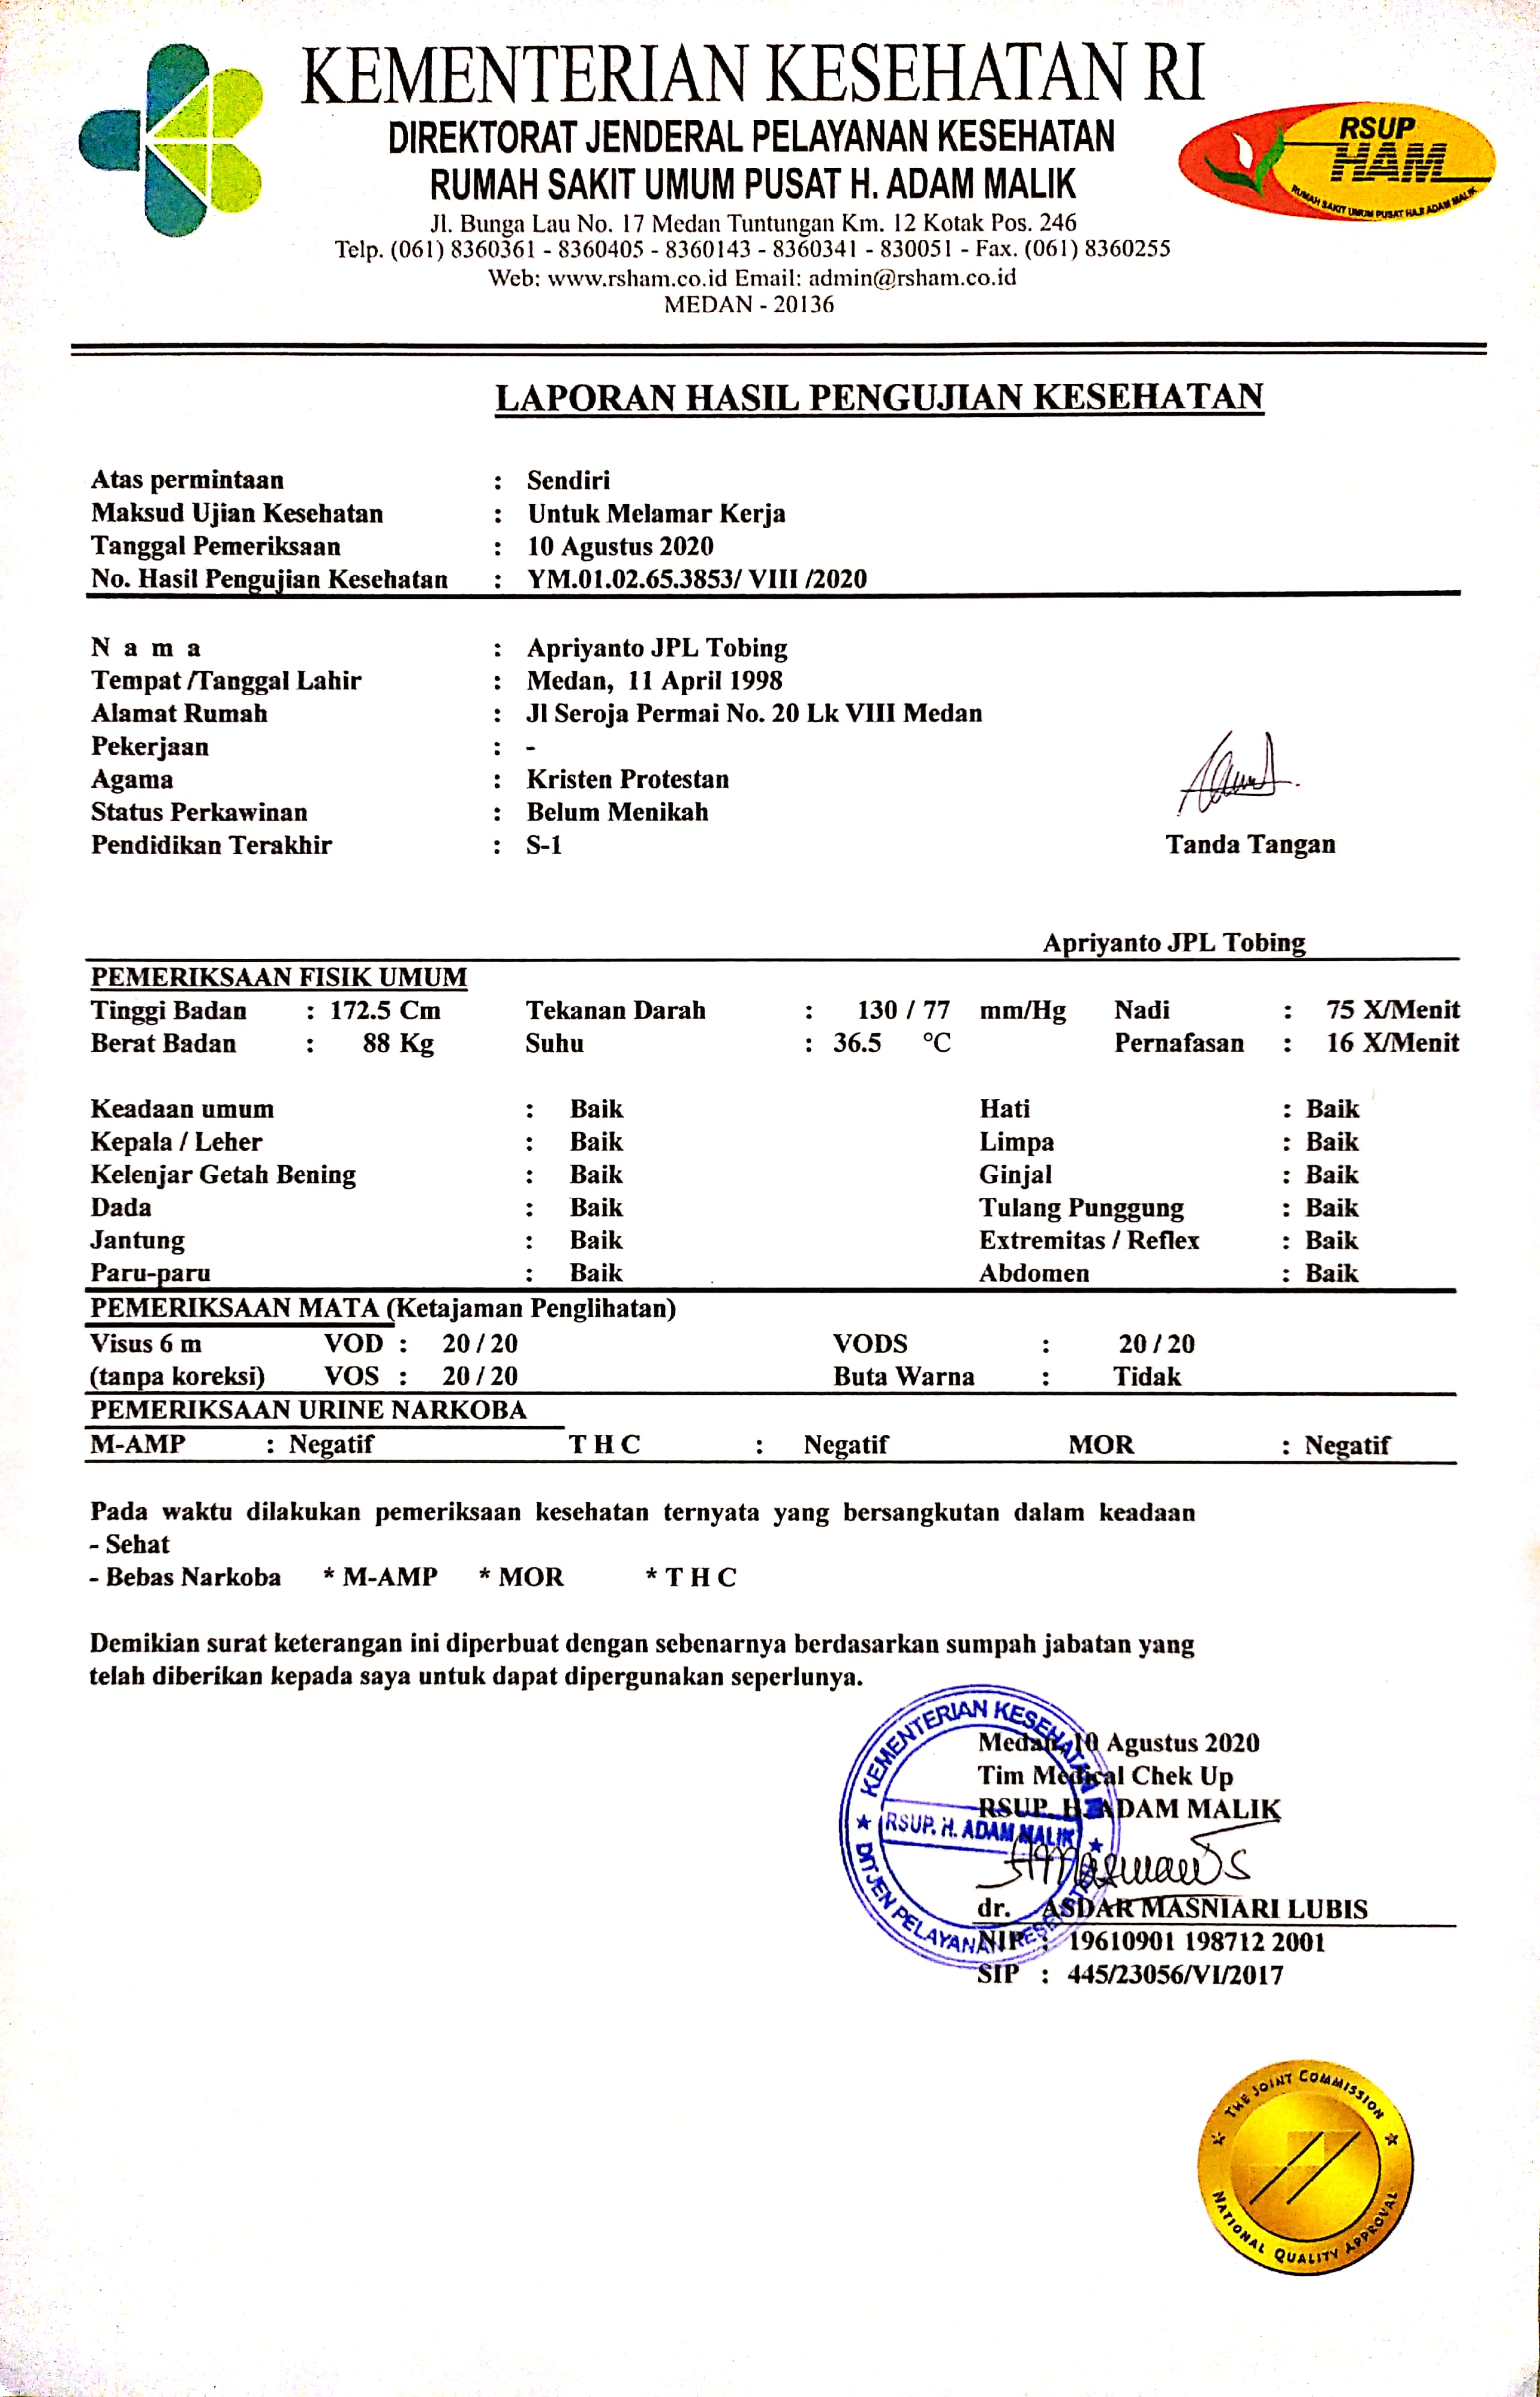 KEMENTERIAN KESEHATAN RI
DIREKTORAT JENDERAL PELAYANAN KESEHATAN
RUMAH SAKIT UMUM PUSAT H. ADAM MALIK
Jl. Bunga Lau No. 17 Medan Tuntungan Km. 12 Kotak Pos. 246
Telp. (061) 8360361 - 8360405 - 8360143 - 8360341 - 830051 - Fax. (061) 8360255
Web: www.rsham.co.id Email: admin@rsham.co.id
MEDAN - 20136
RSUP
HAM
RUMAH SAKIT UMUM PUSAT HAJI ADAM MALIK
LAPORAN HASIL PENGUJIAN KESEHATAN
Atas permintaan : Sendiri
Maksud Ujian Kesehatan : Untuk Melamar Kerja
Tanggal Pemeriksaan : 10 Agustus 2020
No. Hasil Pengujian Kesehatan : YM.01.02.65.3853/ VIII /2020
N a m a : Apriyanto JPL Tobing
Tempat /Tanggal Lahir : Medan, 11 April 1998
Alamat Rumah : Jl Seroja Permai No. 20 Lk VIII Medan
Pekerjaan : -
Agama : Kristen Protestan
Status Perkawinan : Belum Menikah
Pendidikan Terakhir : S-1 Tanda Tangan
Apriyanto JPL Tobing
PEMERIKSAAN FISIK UMUM
Tinggi Badan : 172.5 Cm Tekanan Darah : 130 / 77 mm/Hg Nadi : 75 X/Menit
Berat Badan : 88 Kg Suhu : 36.5 °C Pernafasan : 16 X/Menit
Keadaan umum : Baik Hati : Baik
Kepala / Leher : Baik Limpa : Baik
Kelenjar Getah Bening : Baik Ginjal : Baik
Dada : Baik Tulang Punggung : Baik
Jantung : Baik Extremitas / Reflex : Baik
Paru-paru : Baik Abdomen : Baik
PEMERIKSAAN MATA (Ketajaman Penglihatan)
Visus 6 m VOD : 20 / 20 VODS : 20 / 20
(tanpa koreksi) VOS : 20 / 20 Buta Warna : Tidak
PEMERIKSAAN URINE NARKOBA
M-AMP : Negatif T H C : Negatif MOR : Negatif
Pada waktu dilakukan pemeriksaan kesehatan ternyata yang bersangkutan dalam keadaan
- Sehat
- Bebas Narkoba * M-AMP * MOR * T H C
Demikian surat keterangan ini diperbuat dengan sebenarnya berdasarkan sumpah jabatan yang
telah diberikan kepada saya untuk dapat dipergunakan seperlunya.
Medan, 10 Agustus 2020
Tim Medical Chek Up
RSUP. H. ADAM MALIK
KEMENTERIAN KESEHATAN
RSUP. H. ADAM MALIK
DITJEN PELAYANAN KESEHATAN
dr. ASDAR MASNIARI LUBIS
NIP : 19610901 198712 2001
SIP : 445/23056/VI/2017
THE JOINT COMMISSION
NATIONAL QUALITY APPROVAL